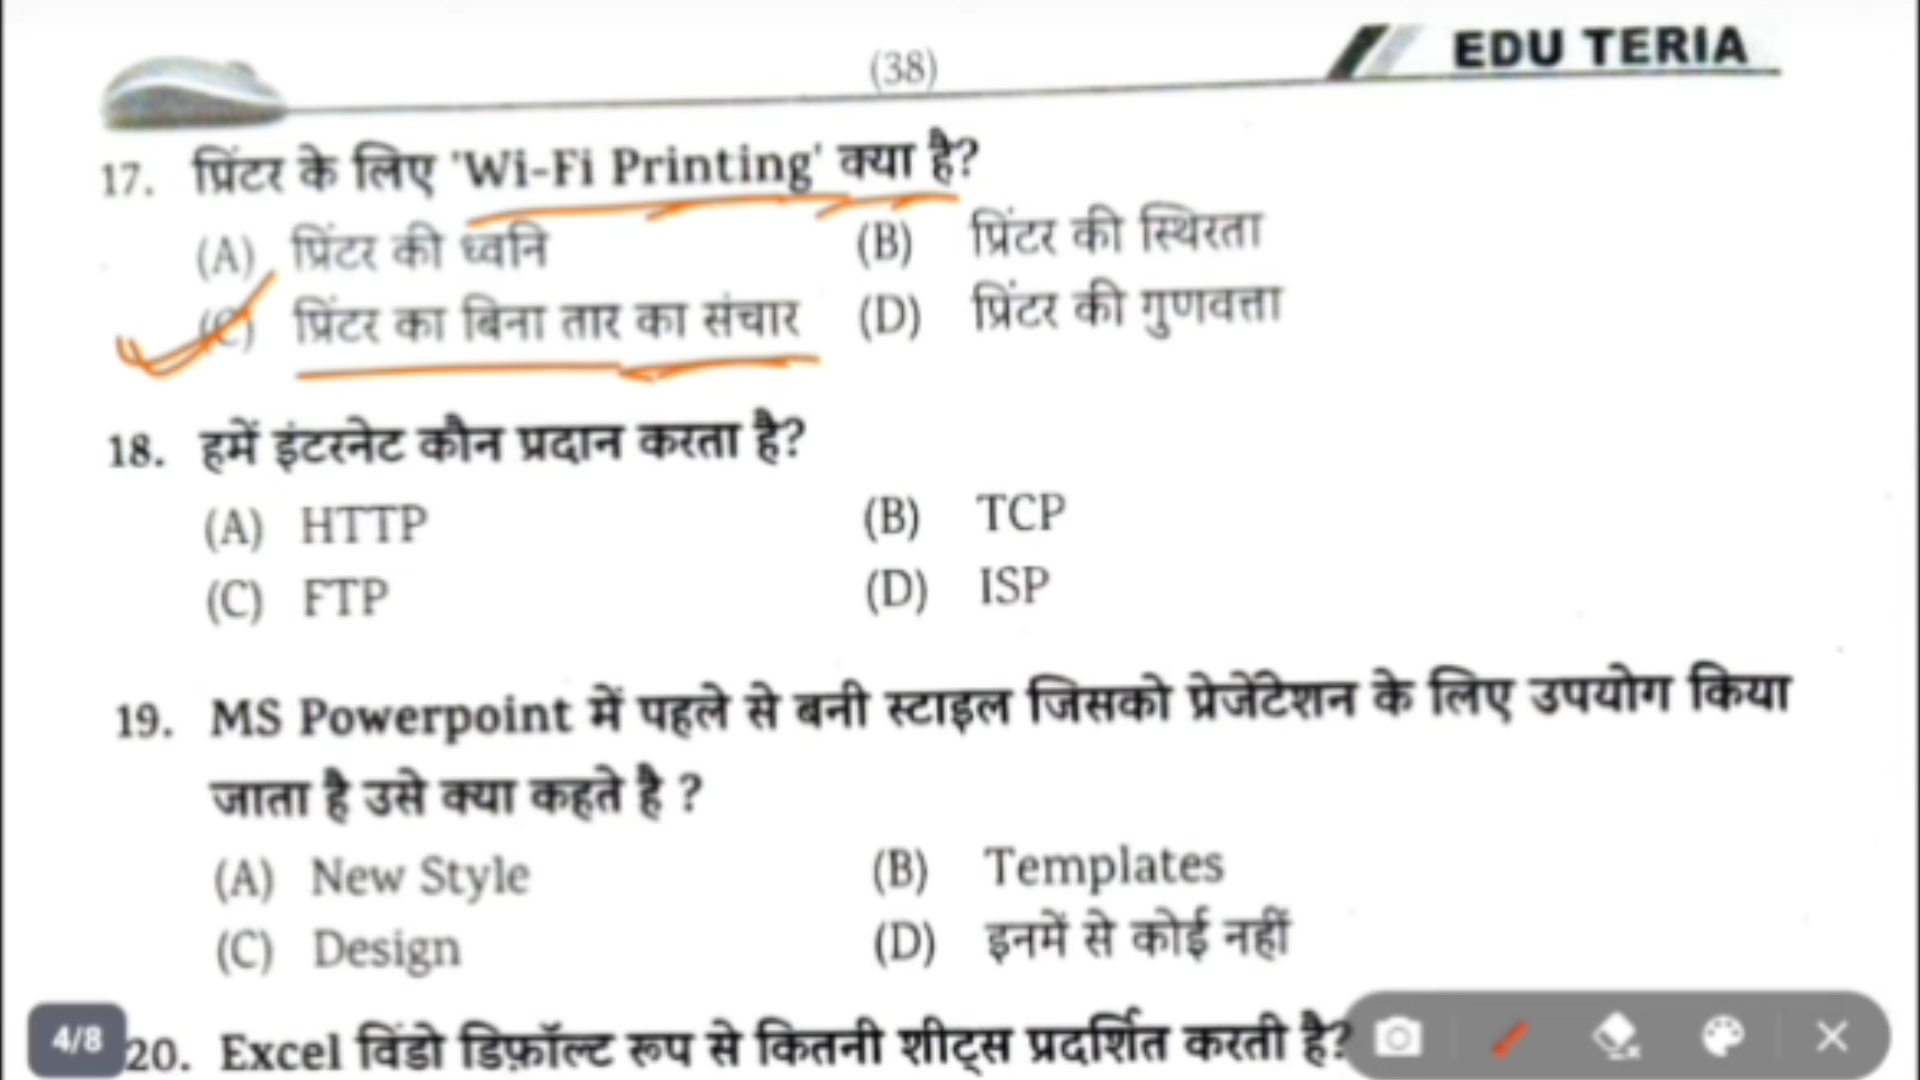 (38)
EDU TERIA
17. प्रिंटर के लिए 'Wi-Fi Printing' क्या है?
(A) प्रिंटर की ध्वनि (B) प्रिंटर की स्थिरता
(C) प्रिंटर का बिना तार का संचार (D) प्रिंटर की गुणवत्ता
18. हमें इंटरनेट कौन प्रदान करता है?
(A) HTTP (B) TCP
(C) FTP (D) ISP
19. MS Powerpoint में पहले से बनी स्टाइल जिसको प्रेजेंटेशन के लिए उपयोग किया
जाता है उसे क्या कहते है ?
(A) New Style (B) Templates
(C) Design (D) इनमें से कोई नहीं
4/8
20. Excel विंडो डिफ़ॉल्ट रूप से कितनी शीट्स प्रदर्शित करती है?